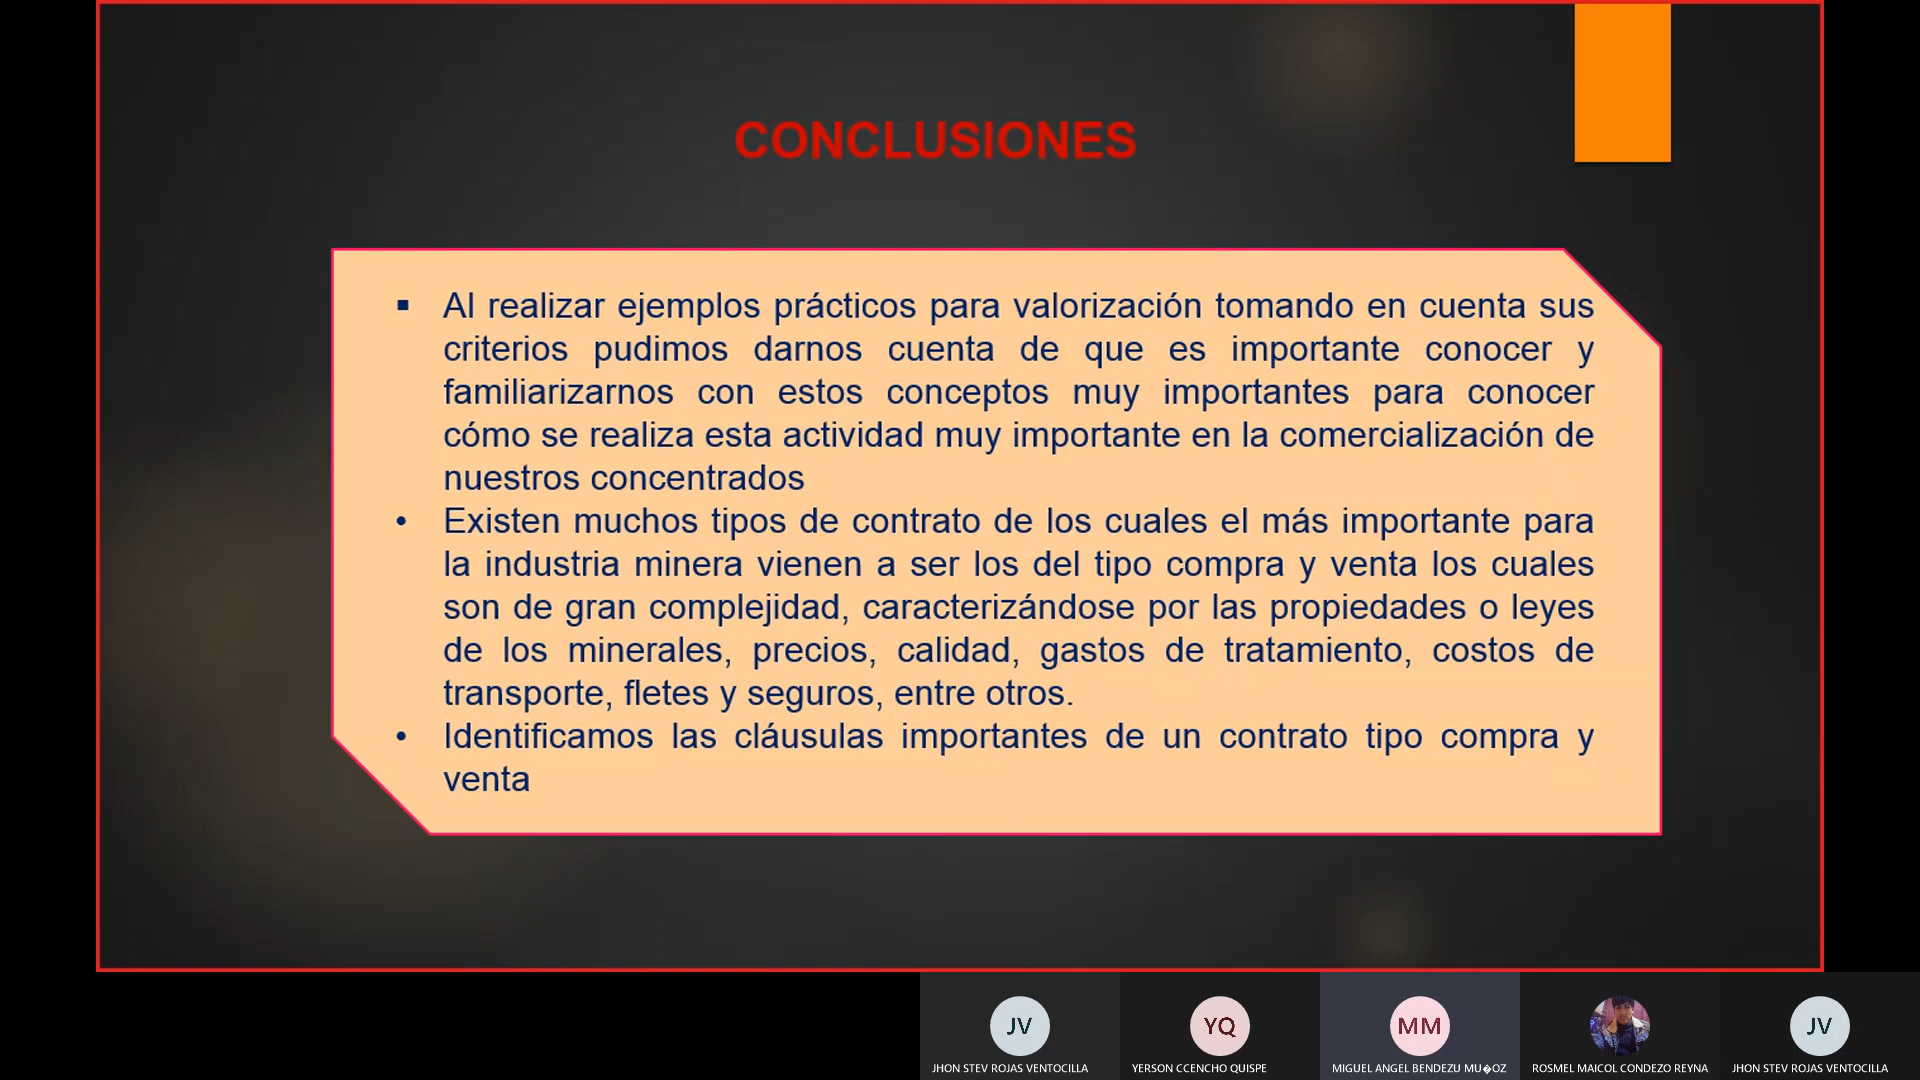 CONCLUSIONES
▪ Al realizar ejemplos prácticos para valorización tomando en cuenta sus
criterios pudimos darnos cuenta de que es importante conocer y
familiarizarnos con estos conceptos muy importantes para conocer
cómo se realiza esta actividad muy importante en la comercialización de
nuestros concentrados
• Existen muchos tipos de contrato de los cuales el más importante para
la industria minera vienen a ser los del tipo compra y venta los cuales
son de gran complejidad, caracterizándose por las propiedades o leyes
de los minerales, precios, calidad, gastos de tratamiento, costos de
transporte, fletes y seguros, entre otros.
• Identificamos las cláusulas importantes de un contrato tipo compra y
venta
JV
YQ
MM
JV
JHON STEV ROJAS VENTOCILLA
YERSON CCENCHO QUISPE
MIGUEL ANGEL BENDEZU MU�OZ
ROSMEL MAICOL CONDEZO REYNA
JHON STEV ROJAS VENTOCILLA